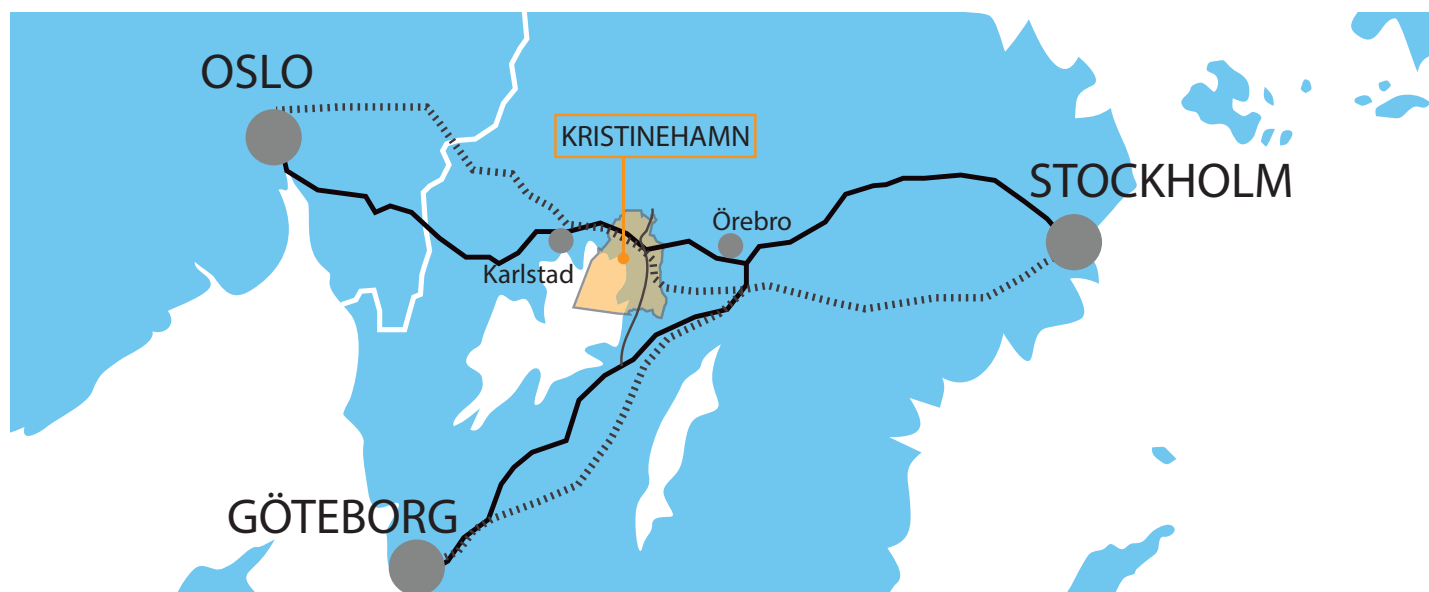 OSLO
KRISTINEHAMN
STOCKHOLM
Örebro
Karlstad
GÖTEBORG